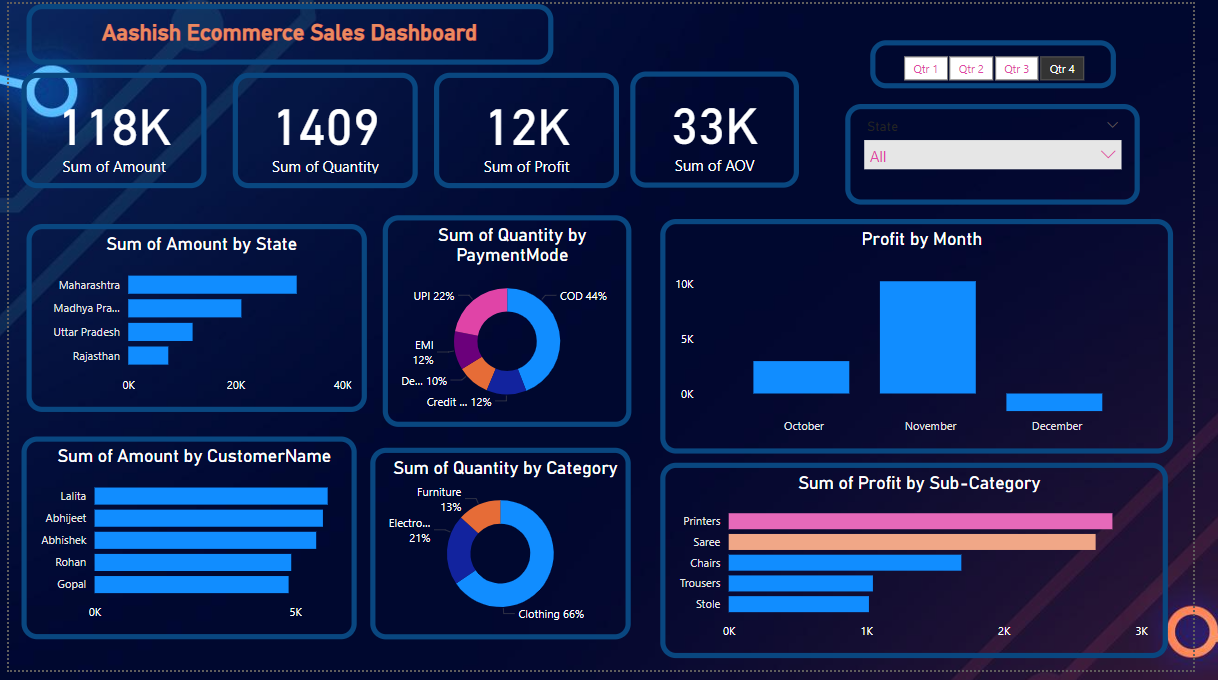 Aashish Ecommerce Sales Dashboard
Qtr 1 Qtr 2 Qtr 3 Qtr 4
118K
Sum of Amount
1409
Sum of Quantity
12K
Sum of Profit
33K
Sum of AOV
State
All
Sum of Amount by State
Maharashtra
Madhya Pra...
Uttar Pradesh
Rajasthan
0K 20K 40K
Sum of Quantity by
PaymentMode
UPI 22%
COD 44%
EMI
12%
De... 10%
Credit ... 12%
Profit by Month
10K
5K
0K
October November December
Sum of Amount by CustomerName
Lalita
Abhijeet
Abhishek
Rohan
Gopal
0K 5K
Sum of Quantity by Category
Furniture
13%
Electro...
21%
Clothing 66%
Sum of Profit by Sub-Category
Printers
Saree
Chairs
Trousers
Stole
0K 1K 2K 3K